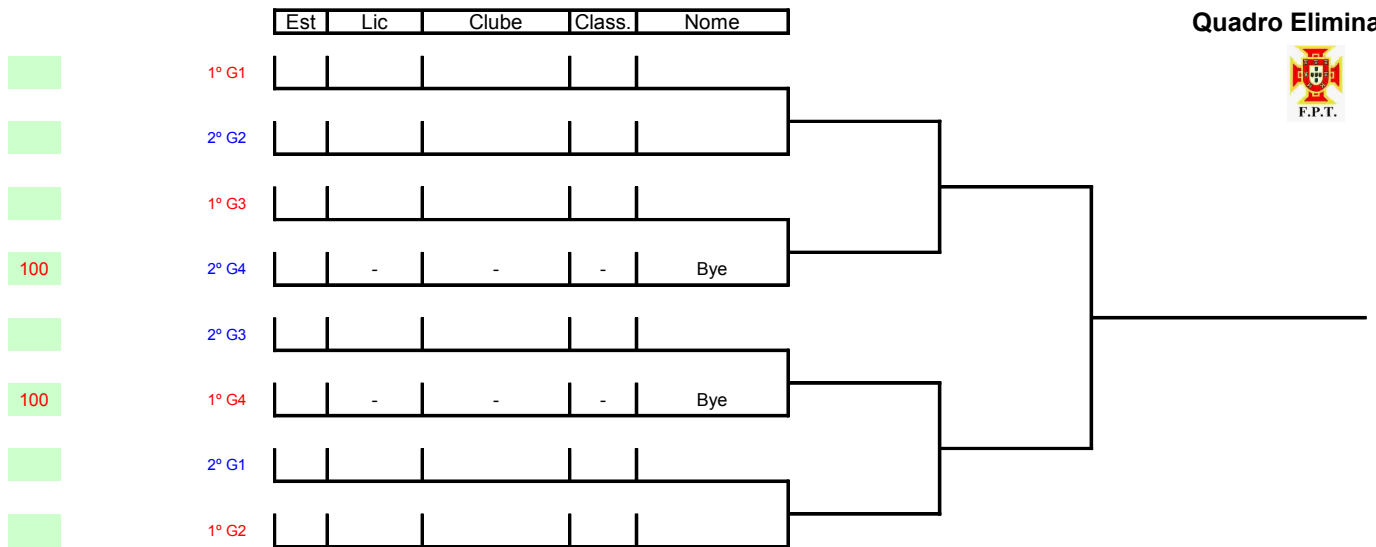 Est Lic Clube Class. Nome
Quadro Elimina
F.P.T.
1º G1
2º G2
1º G3
100 2º G4 - - - Bye
2º G3
100 1º G4 - - - Bye
2º G1
1º G2